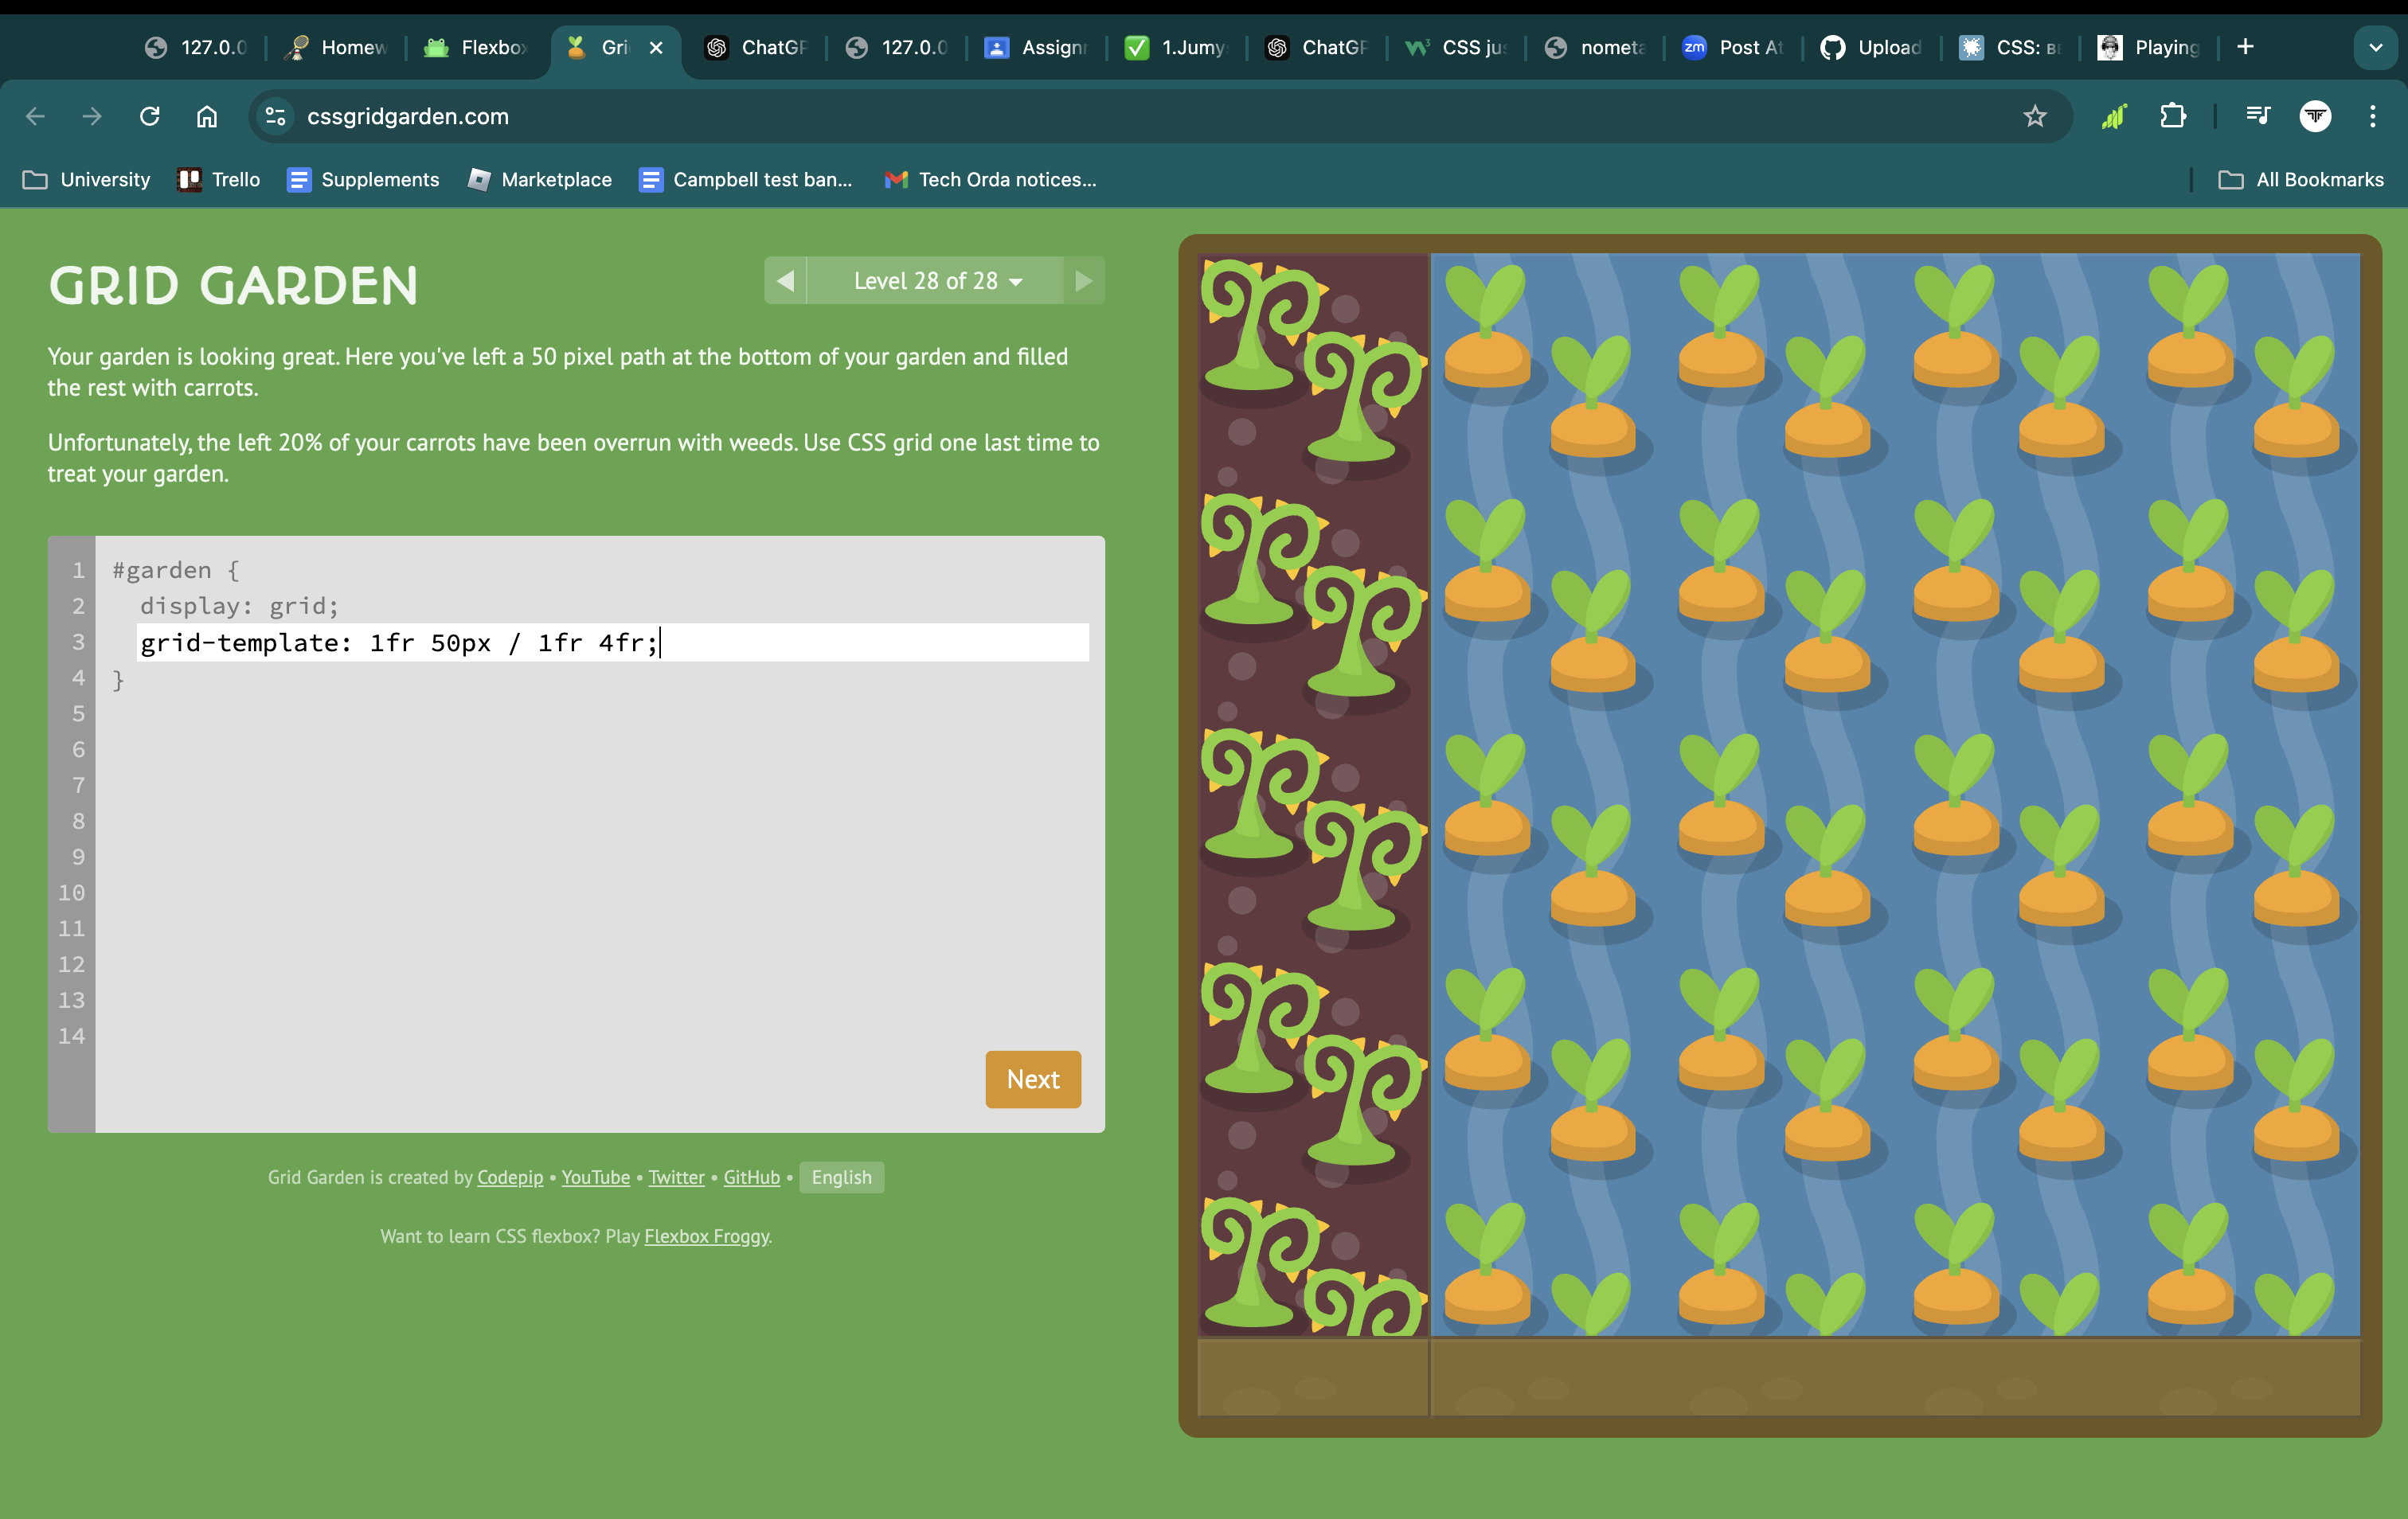 127.0.0
Homew
Flexbo
Gri
ChatGP
127.0.0
Assignr
1.Jumy
ChatGP
CSS jus
nometa
zm
Post At
Upload
CSS: в
Playing
cssgridgarden.com
University
Trello
Supplements
Marketplace
Campbell test ban...
Tech Orda notices...
All Bookmarks
GRID GARDEN
Level 28 of 28
Your garden is looking great. Here you've left a 50 pixel path at the bottom of your garden and filled
the rest with carrots.
Unfortunately, the left 20% of your carrots have been overrun with weeds. Use CSS grid one last time to
treat your garden.
1 #garden {
2 display: grid;
3 grid-template: 1fr 50px / 1fr 4fr;
4 }
5
6
7
8
9
10
11
12
13
14
Next
Grid Garden is created by Codepip • YouTube • Twitter • GitHub • English
Want to learn CSS flexbox? Play Flexbox Froggy.